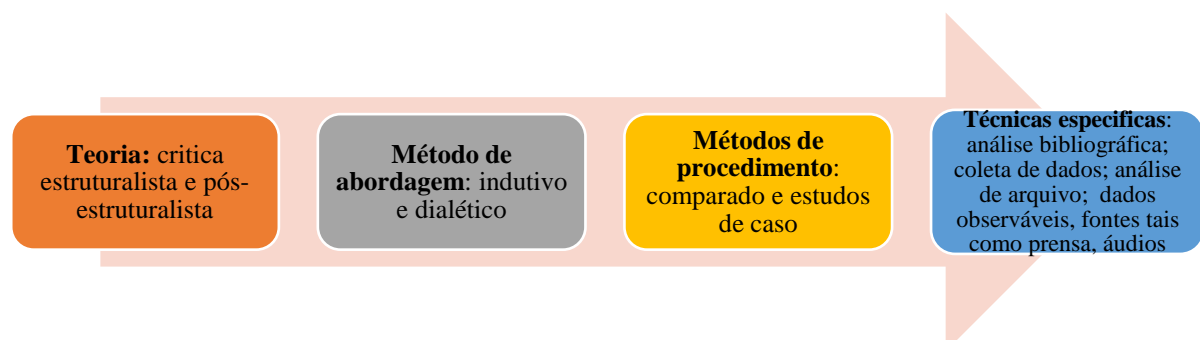 Teoria: critica
estruturalista e pós-
estruturalista
Método de
abordagem: indutivo
e dialético
Métodos de
procedimento:
comparado e estudos
de caso
Técnicas especificas:
análise bibliográfica;
coleta de dados; análise
de arquivo; dados
observáveis, fontes tais
como prensa, áudios